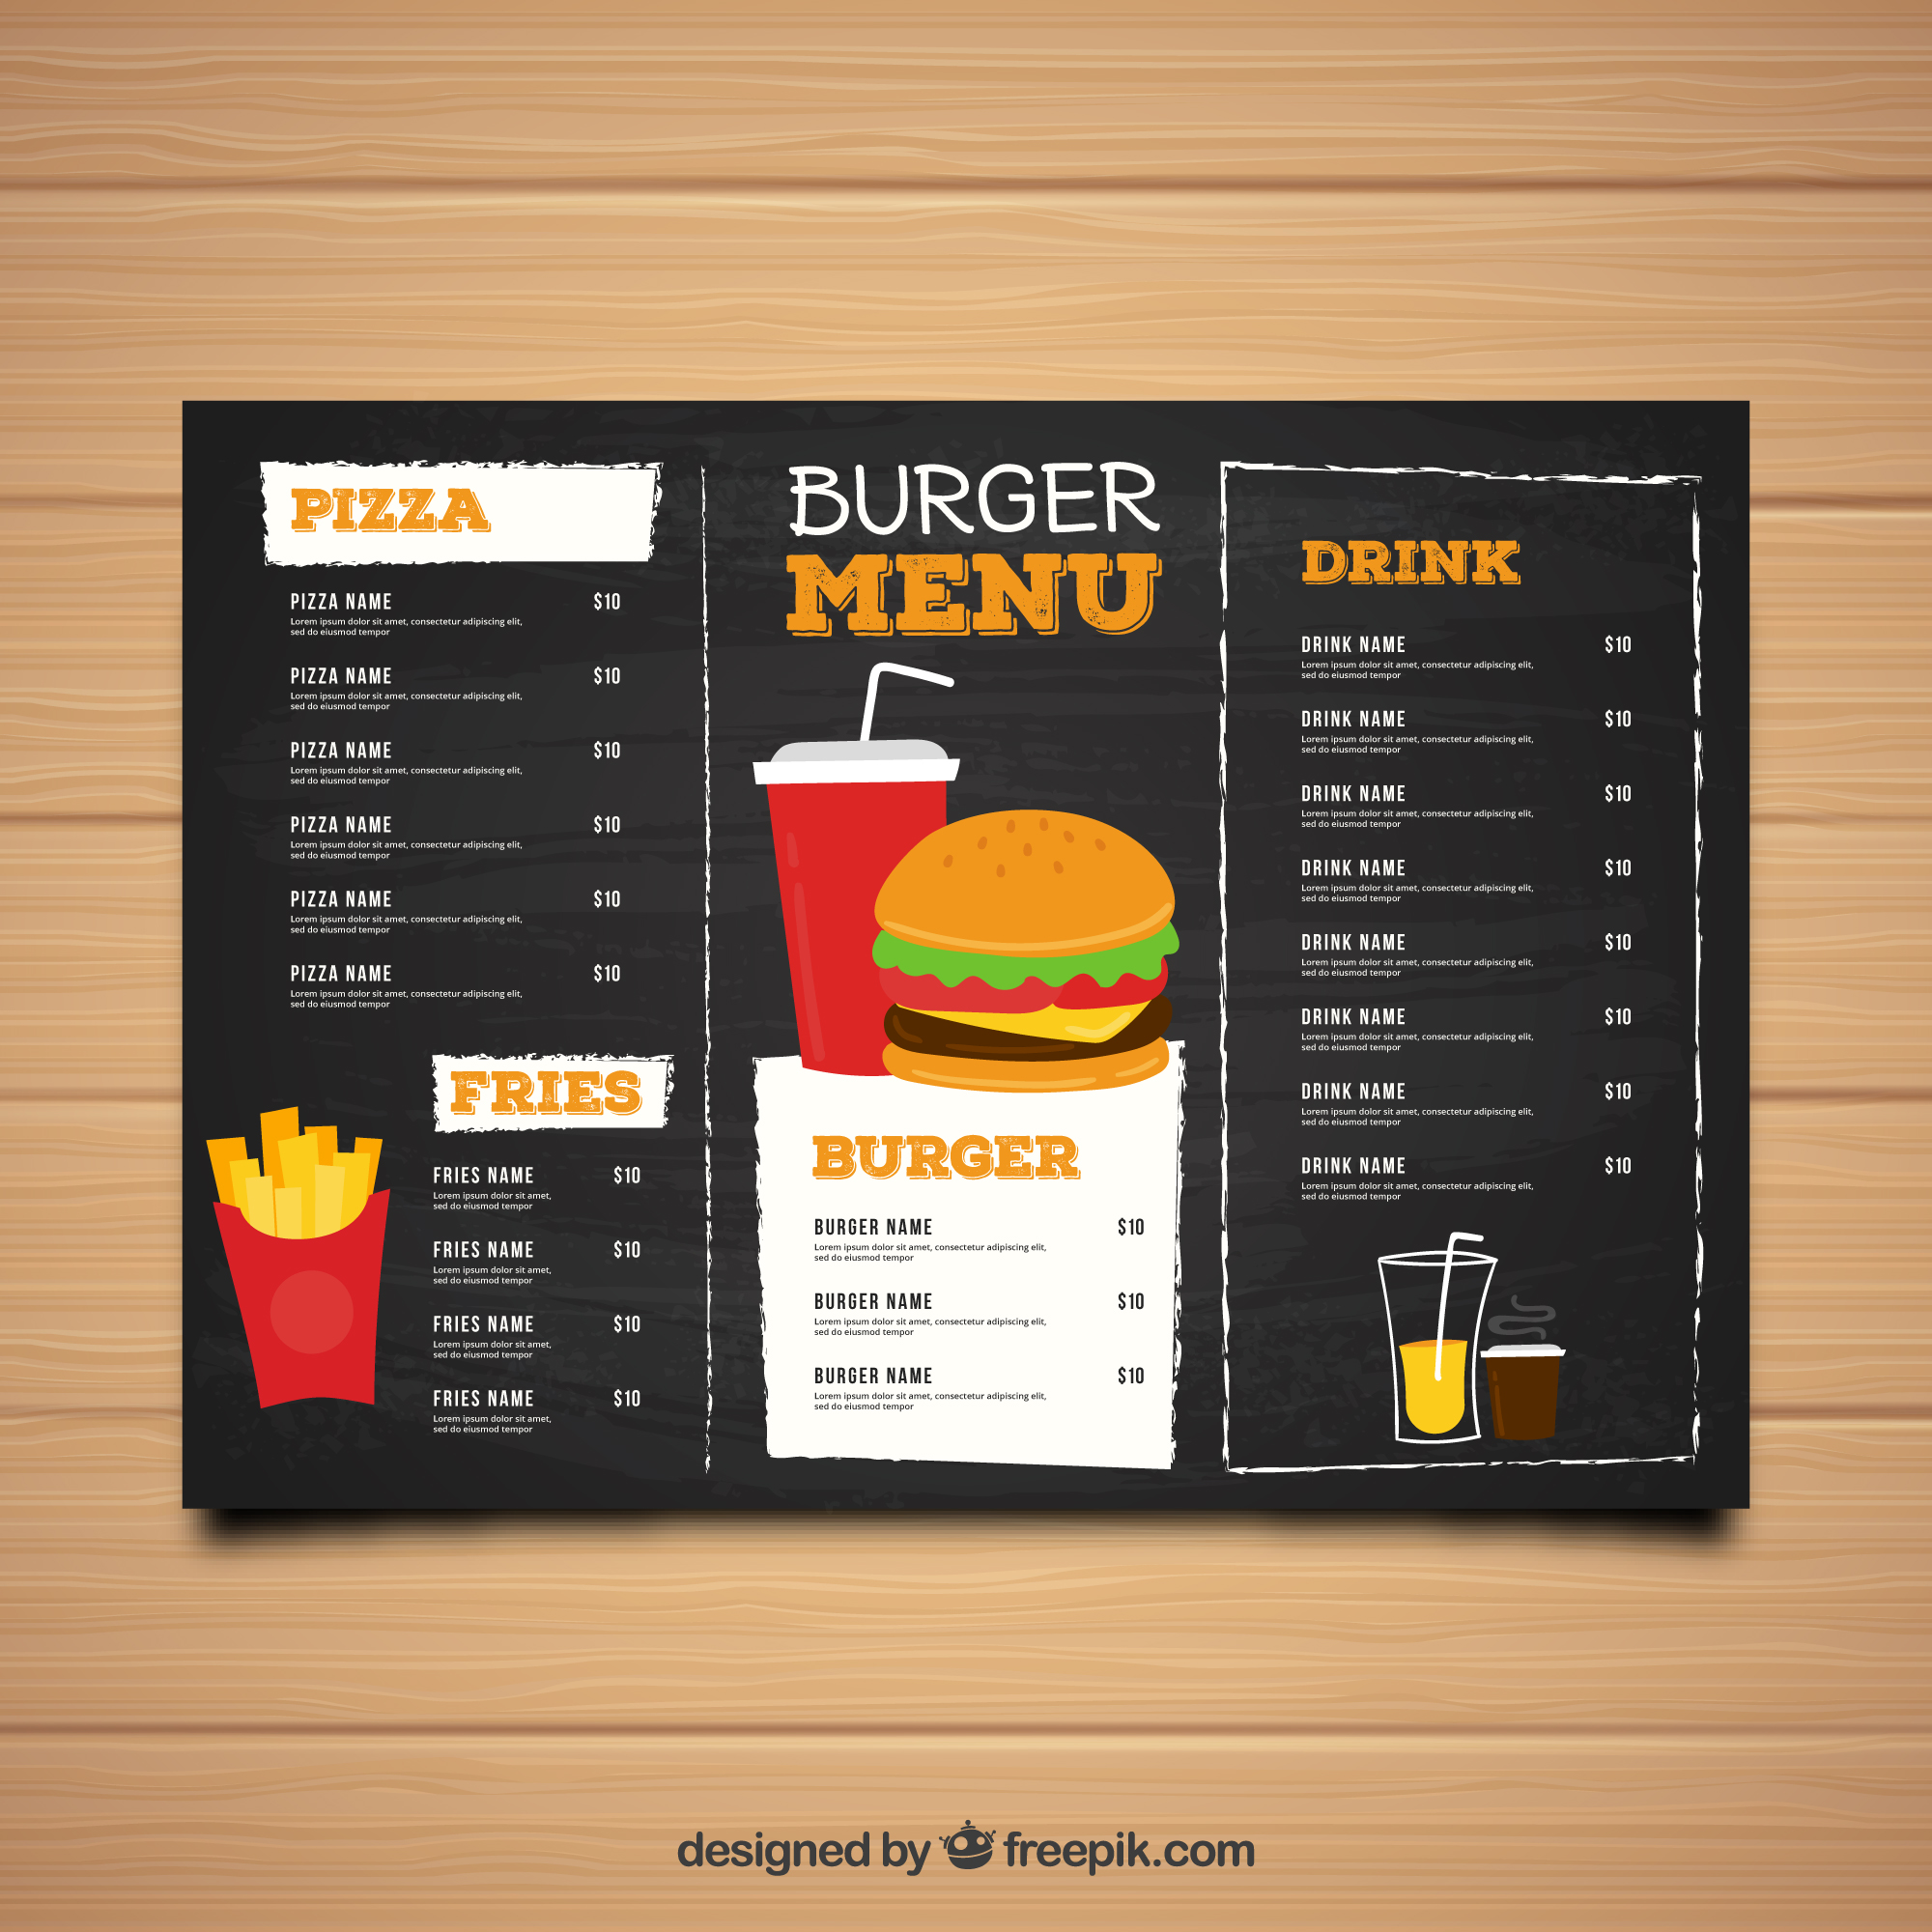 PIZZA
PIZZA NAME $10
Lorem ipsum dolor sit amet, consectetur adipiscing elit,
sed do eiusmod tempor
PIZZA NAME $10
Lorem ipsum dolor sit amet, consectetur adipiscing elit,
sed do eiusmod tempor
PIZZA NAME $10
Lorem ipsum dolor sit amet, consectetur adipiscing elit,
sed do eiusmod tempor
PIZZA NAME $10
Lorem ipsum dolor sit amet, consectetur adipiscing elit,
sed do eiusmod tempor
PIZZA NAME $10
Lorem ipsum dolor sit amet, consectetur adipiscing elit,
sed do eiusmod tempor
PIZZA NAME $10
Lorem ipsum dolor sit amet, consectetur adipiscing elit,
sed do eiusmod tempor
FRIES
FRIES NAME $10
Lorem ipsum dolor sit amet,
sed do eiusmod tempor
FRIES NAME $10
Lorem ipsum dolor sit amet,
sed do eiusmod tempor
FRIES NAME $10
Lorem ipsum dolor sit amet,
sed do eiusmod tempor
FRIES NAME $10
Lorem ipsum dolor sit amet,
sed do eiusmod tempor
BURGER
MENU
BURGER
BURGER NAME $10
Lorem ipsum dolor sit amet, consectetur adipiscing elit,
sed do eiusmod tempor
BURGER NAME $10
Lorem ipsum dolor sit amet, consectetur adipiscing elit,
sed do eiusmod tempor
BURGER NAME $10
Lorem ipsum dolor sit amet, consectetur adipiscing elit,
sed do eiusmod tempor
DRINK
DRINK NAME $10
Lorem ipsum dolor sit amet, consectetur adipiscing elit,
sed do eiusmod tempor
DRINK NAME $10
Lorem ipsum dolor sit amet, consectetur adipiscing elit,
sed do eiusmod tempor
DRINK NAME $10
Lorem ipsum dolor sit amet, consectetur adipiscing elit,
sed do eiusmod tempor
DRINK NAME $10
Lorem ipsum dolor sit amet, consectetur adipiscing elit,
sed do eiusmod tempor
DRINK NAME $10
Lorem ipsum dolor sit amet, consectetur adipiscing elit,
sed do eiusmod tempor
DRINK NAME $10
Lorem ipsum dolor sit amet, consectetur adipiscing elit,
sed do eiusmod tempor
DRINK NAME $10
Lorem ipsum dolor sit amet, consectetur adipiscing elit,
sed do eiusmod tempor
DRINK NAME $10
Lorem ipsum dolor sit amet, consectetur adipiscing elit,
sed do eiusmod tempor
designed by freepik.com